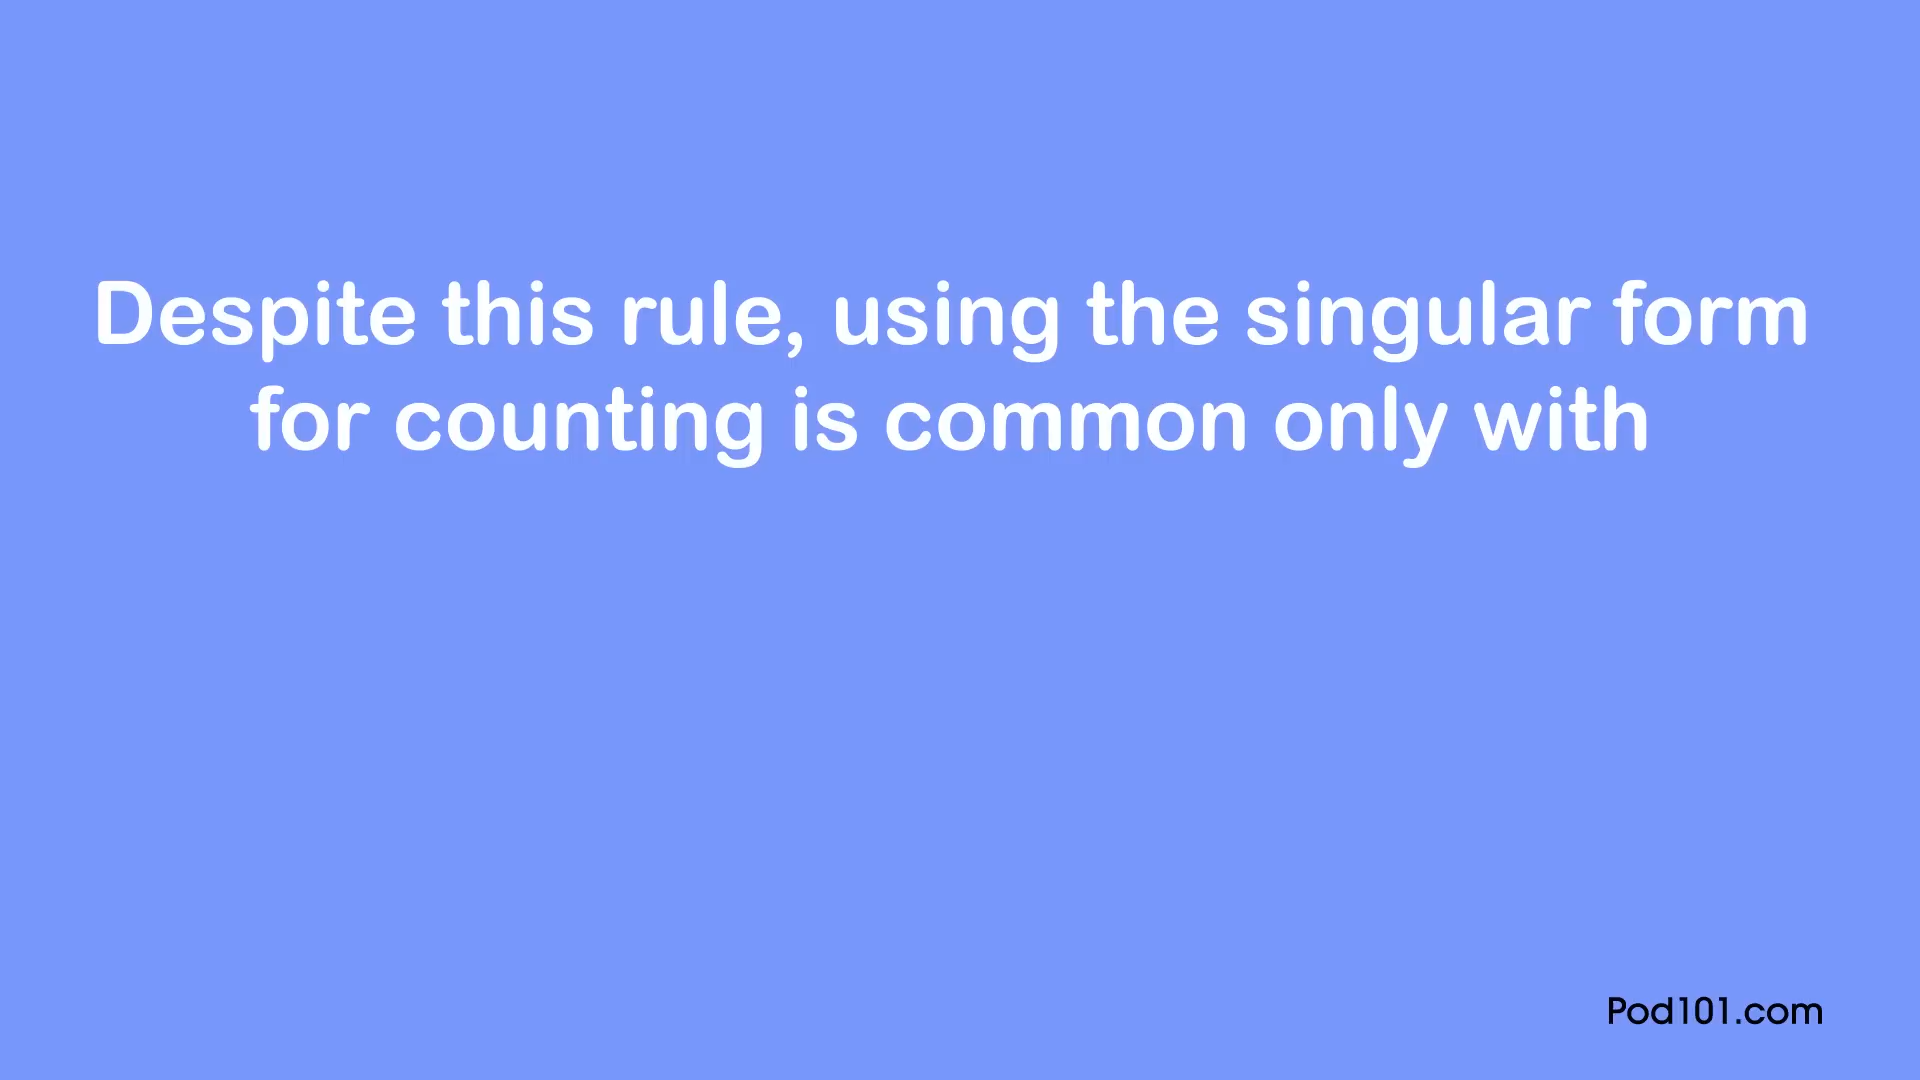 Despite this rule, using the singular form
for counting is common only with
Pod101.com